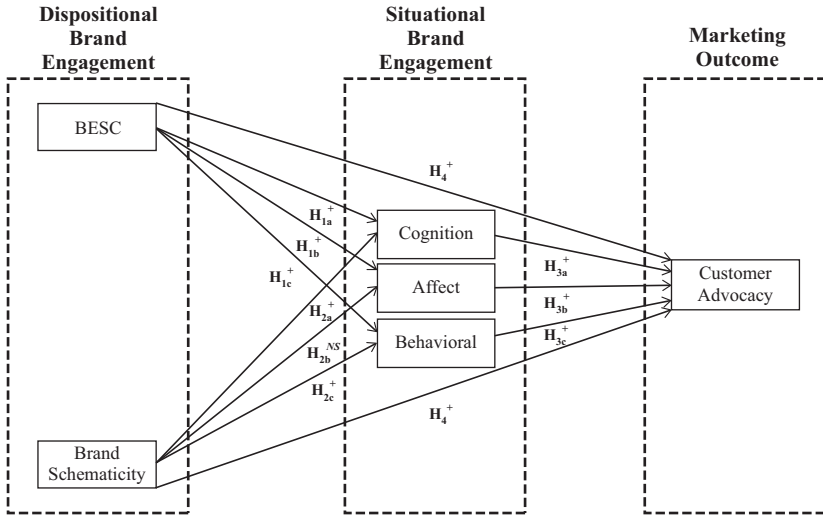 Dispositional
Brand
Engagement
Situational
Brand
Engagement
Marketing
Outcome
BESC
H4+
H1a+
Cognition
H1b+
H3a+
Customer
Advocacy
H1c+
Affect
H3b+
H2a+
Behavioral
H3c+
H2bNS
H2c+
H4+
Brand
Schematicity